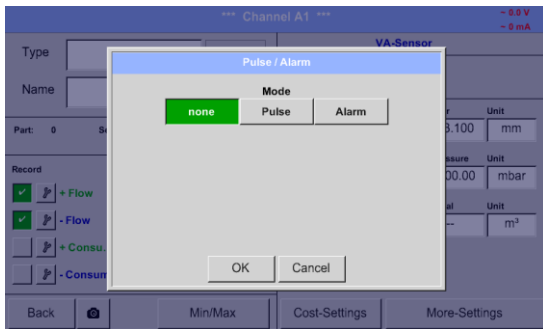 *** Channel A1 ***
~ 0.0 V
~ 0 mA
Type
VA-Sensor
Pulse / Alarm
Name
Mode
none Pulse Alarm
Unit
3.100 mm
Part: 0
Record
Unit
00.00 mbar
+ Flow
- Flow
Unit
-- m³
+ Consu.
- Consum
OK Cancel
Back Min/Max Cost-Settings More-Settings